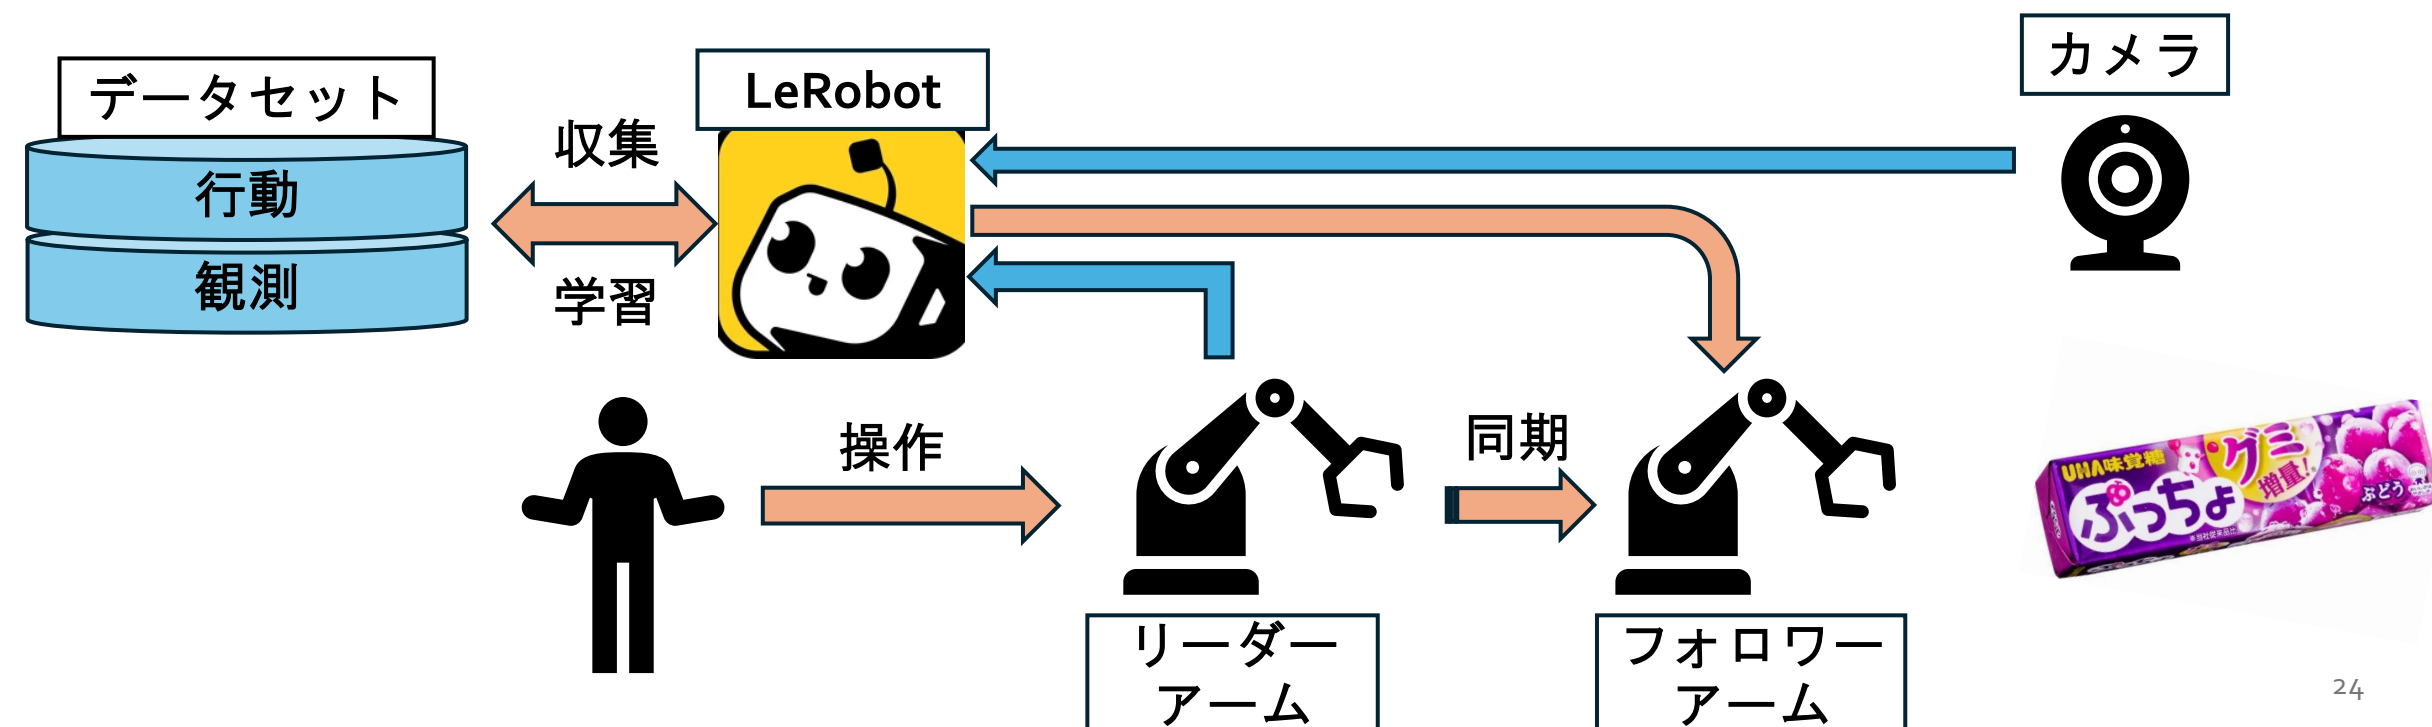 カメラ
データセット
LeRobot
収集
行動
観測
学習
操作
同期
UHA味覚糖
グミ
増量!
ぷっちょ
ぶどう
リーダー
アーム
フォロワー
アーム
24